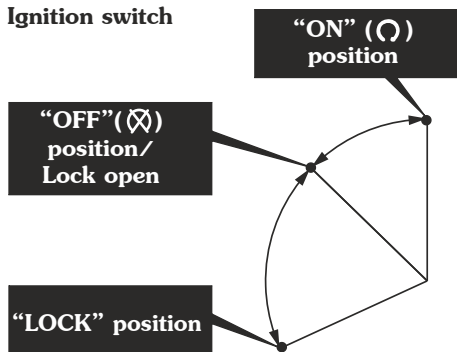 Ignition switch
“ON” ( )
position
“OFF”( )
position/
Lock open
“LOCK” position